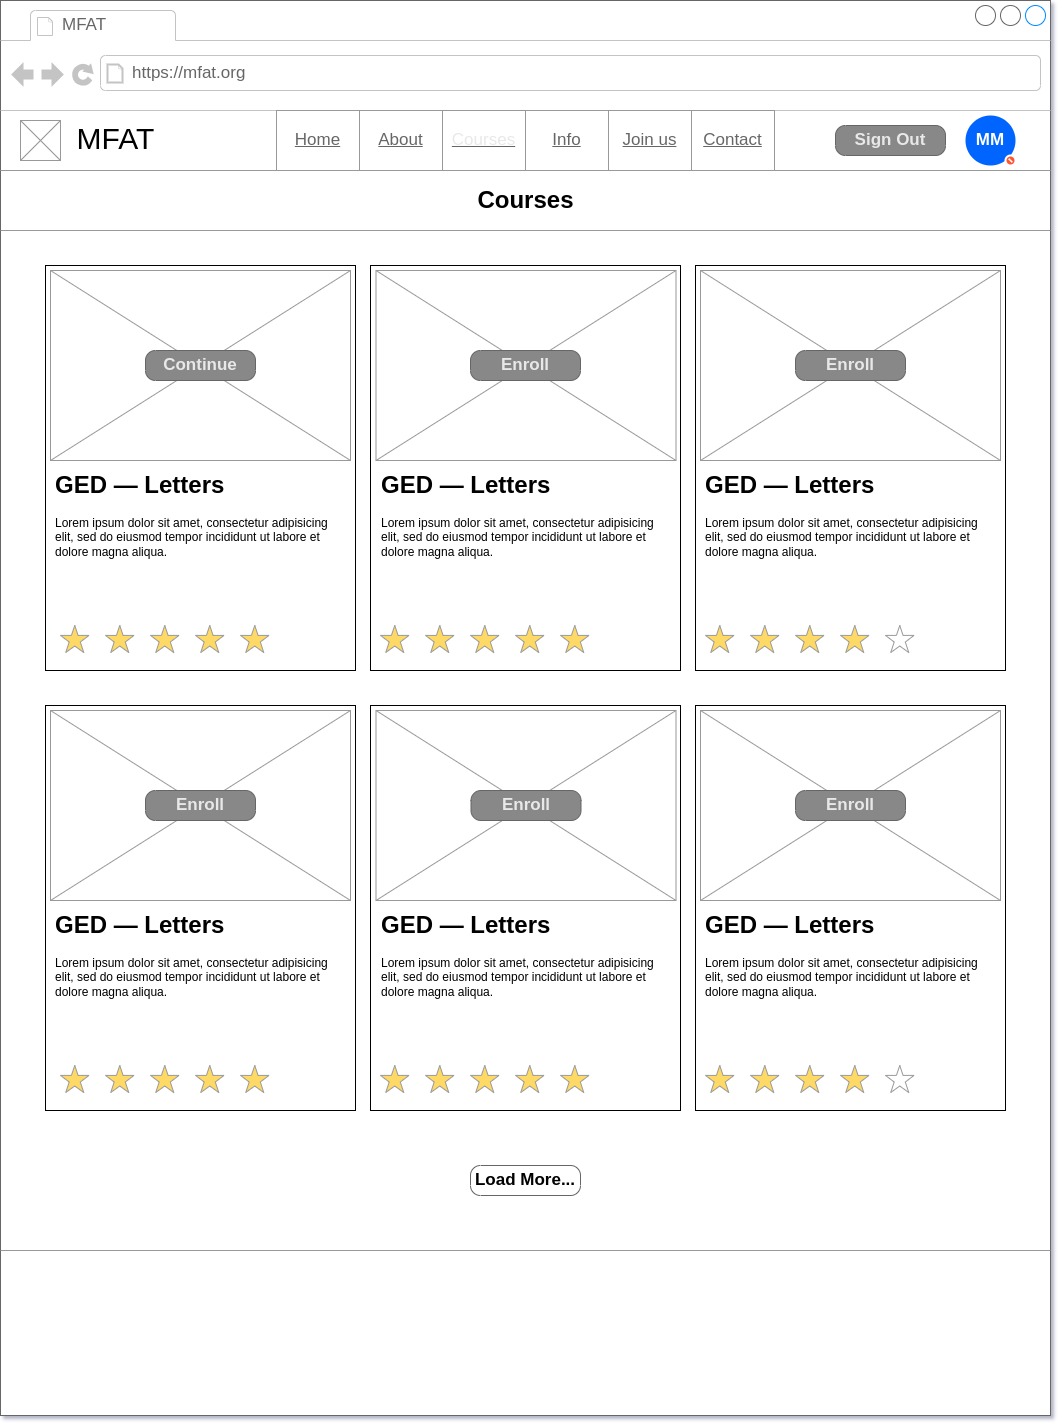 MFAT
https://mfat.org
MFAT
Home About Courses Info Join us Contact Sign Out MM
Courses
Continue Enroll Enroll
GED — Letters GED — Letters GED — Letters
Lorem ipsum dolor sit amet, consectetur adipisicing
elit, sed do eiusmod tempor incididunt ut labore et
dolore magna aliqua.
Lorem ipsum dolor sit amet, consectetur adipisicing
elit, sed do eiusmod tempor incididunt ut labore et
dolore magna aliqua.
Lorem ipsum dolor sit amet, consectetur adipisicing
elit, sed do eiusmod tempor incididunt ut labore et
dolore magna aliqua.
Enroll Enroll Enroll
GED — Letters GED — Letters GED — Letters
Lorem ipsum dolor sit amet, consectetur adipisicing
elit, sed do eiusmod tempor incididunt ut labore et
dolore magna aliqua.
Lorem ipsum dolor sit amet, consectetur adipisicing
elit, sed do eiusmod tempor incididunt ut labore et
dolore magna aliqua.
Lorem ipsum dolor sit amet, consectetur adipisicing
elit, sed do eiusmod tempor incididunt ut labore et
dolore magna aliqua.
Load More...